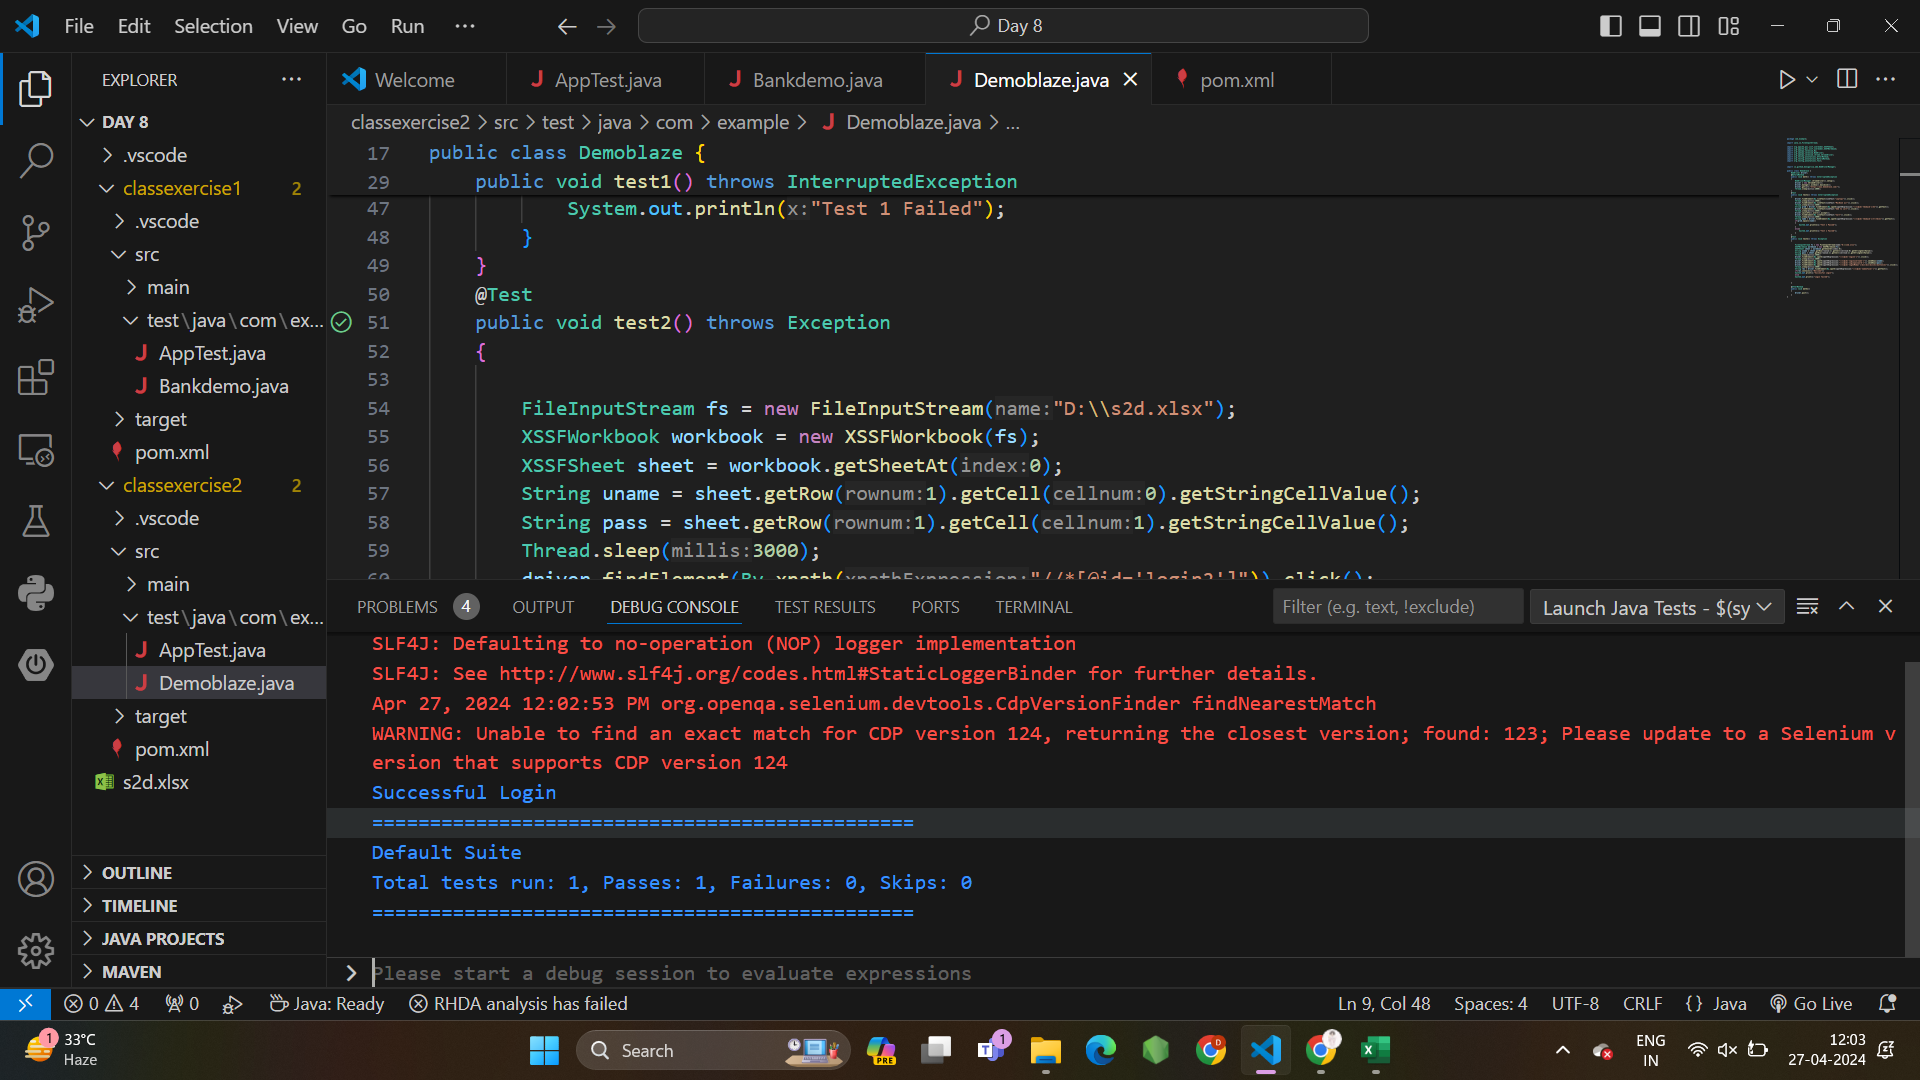 File Edit Selection View Go Run ···
Day 8
EXPLORER
Welcome
AppTest.java
Bankdemo.java
Demoblaze.java
pom.xml
classexercise2 > src > test > java > com > example > Demoblaze.java > ...
DAY 8
.vscode
classexercise1 2
.vscode
src
main
test\java\com\ex...
AppTest.java
Bankdemo.java
target
pom.xml
classexercise2 2
.vscode
src
main
test\java\com\ex...
AppTest.java
Demoblaze.java
target
pom.xml
s2d.xlsx
OUTLINE
TIMELINE
JAVA PROJECTS
MAVEN
17 public class Demoblaze {
29 public void test1() throws InterruptedException
47 System.out.println(x:"Test 1 Failed");
48 }
49 }
50 @Test
51 public void test2() throws Exception
52 {
53
54 FileInputStream fs = new FileInputStream(name:"D:\\s2d.xlsx");
55 XSSFWorkbook workbook = new XSSFWorkbook(fs);
56 XSSFSheet sheet = workbook.getSheetAt(index:0);
57 String uname = sheet.getRow(rownum:1).getCell(cellnum:0).getStringCellValue();
58 String pass = sheet.getRow(rownum:1).getCell(cellnum:1).getStringCellValue();
59 Thread.sleep(millis:3000);
60 driver.findElement(By.xpath(xpathExpression:"//*[@id='login2']")).click();
PROBLEMS 4 OUTPUT DEBUG CONSOLE TEST RESULTS PORTS TERMINAL
Filter (e.g. text, !exclude)
Launch Java Tests - $(sy
SLF4J: Defaulting to no-operation (NOP) logger implementation
SLF4J: See http://www.slf4j.org/codes.html#StaticLoggerBinder for further details.
Apr 27, 2024 12:02:53 PM org.openqa.selenium.devtools.CdpVersionFinder findNearestMatch
WARNING: Unable to find an exact match for CDP version 124, returning the closest version; found: 123; Please update to a Selenium v
ersion that supports CDP version 124
Successful Login
===============================================
Default Suite
Total tests run: 1, Passes: 1, Failures: 0, Skips: 0
===============================================
Please start a debug session to evaluate expressions
0 4 0 Java: Ready RHDA analysis has failed
Ln 9, Col 48 Spaces: 4 UTF-8 CRLF {} Java Go Live
1 33°C
Haze
Search
PRE
1
D
ENG
IN
12:03
27-04-2024